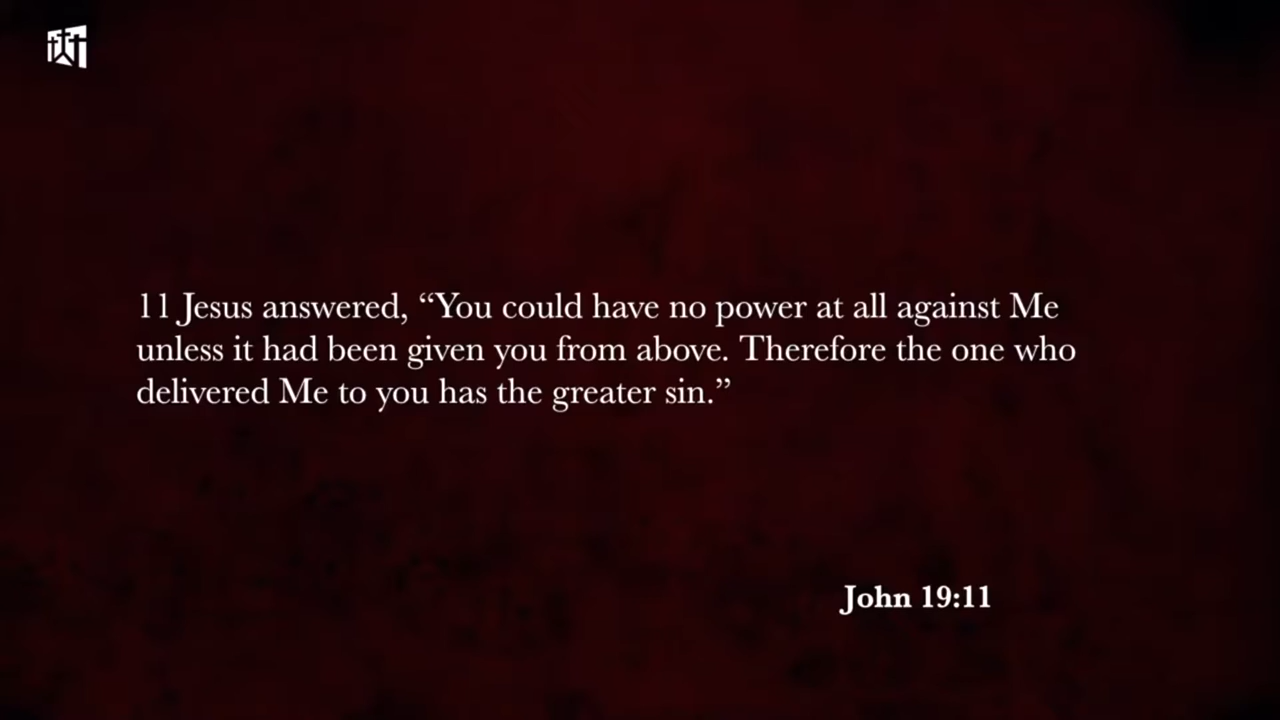 11 Jesus answered, “You could have no power at all against Me
unless it had been given you from above. Therefore the one who
delivered Me to you has the greater sin.”
John 19:11